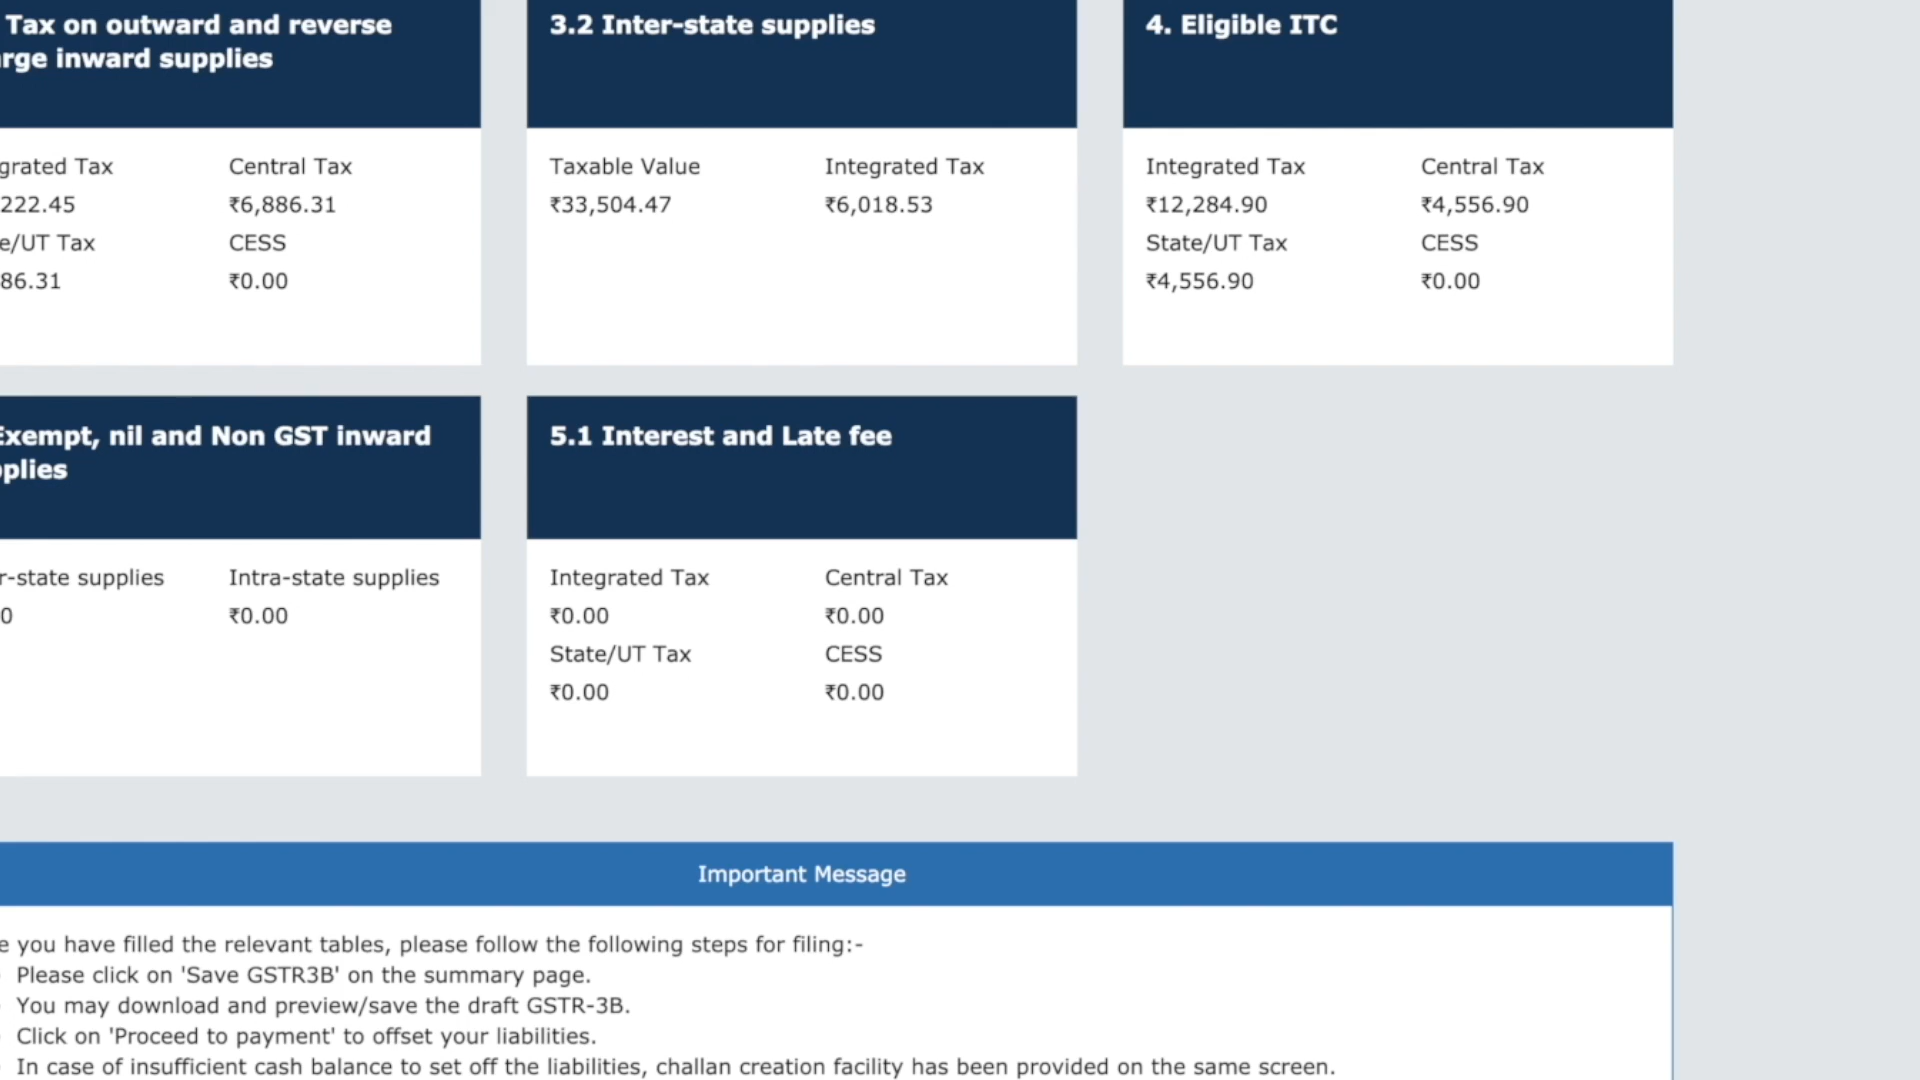 Tax on outward and reverse
rge inward supplies
grated Tax Central Tax
222.45 ₹6,886.31
e/UT Tax CESS
86.31 ₹0.00
3.2 Inter-state supplies
Taxable Value Integrated Tax
₹33,504.47 ₹6,018.53
4. Eligible ITC
Integrated Tax Central Tax
₹12,284.90 ₹4,556.90
State/UT Tax CESS
₹4,556.90 ₹0.00
Exempt, nil and Non GST inward
plies
r-state supplies Intra-state supplies
0 ₹0.00
5.1 Interest and Late fee
Integrated Tax Central Tax
₹0.00 ₹0.00
State/UT Tax CESS
₹0.00 ₹0.00
Important Message
e you have filled the relevant tables, please follow the following steps for filing:-
Please click on 'Save GSTR3B' on the summary page.
You may download and preview/save the draft GSTR-3B.
Click on 'Proceed to payment' to offset your liabilities.
In case of insufficient cash balance to set off the liabilities, challan creation facility has been provided on the same screen.